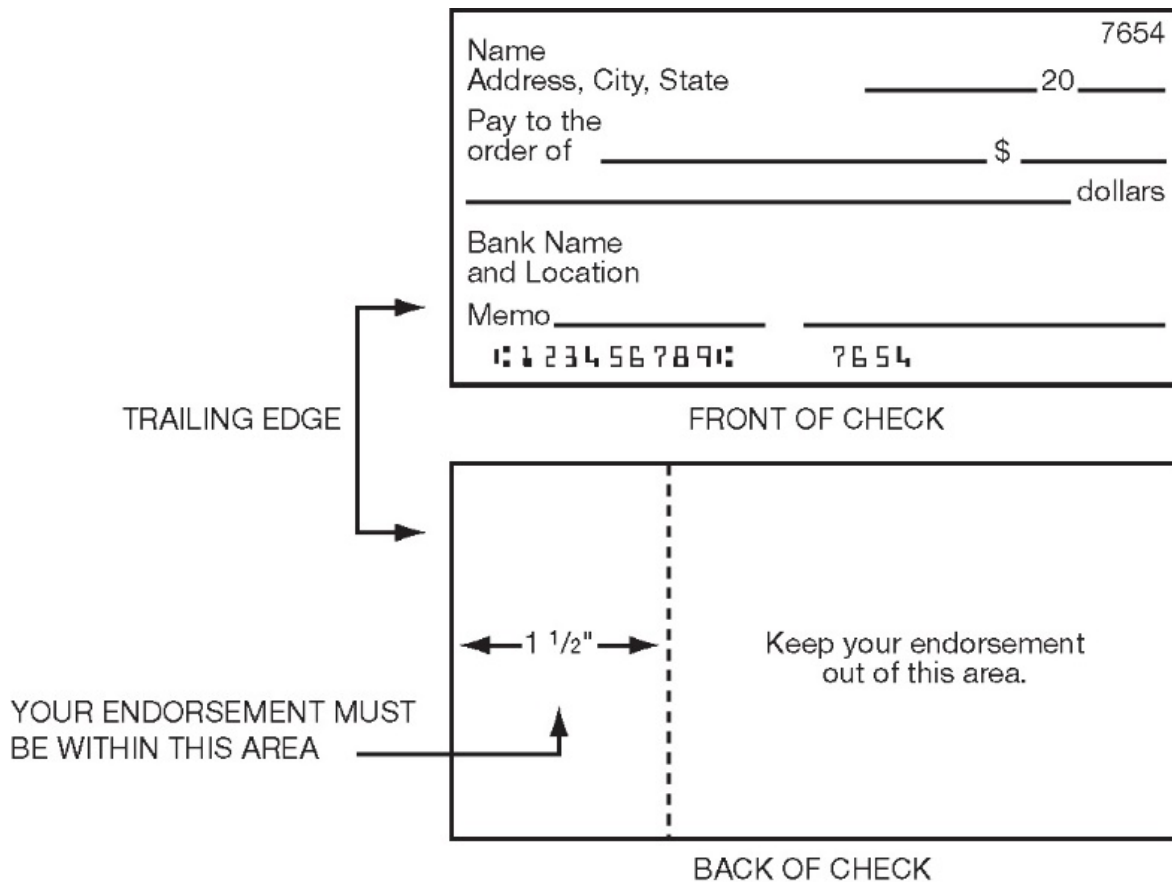 7654
Name
Address, City, State 20
Pay to the
order of $
dollars
Bank Name
and Location
Memo
⑆123456789⑆ 7654
TRAILING EDGE
FRONT OF CHECK
1 1/2"
Keep your endorsement
out of this area.
YOUR ENDORSEMENT MUST
BE WITHIN THIS AREA
BACK OF CHECK